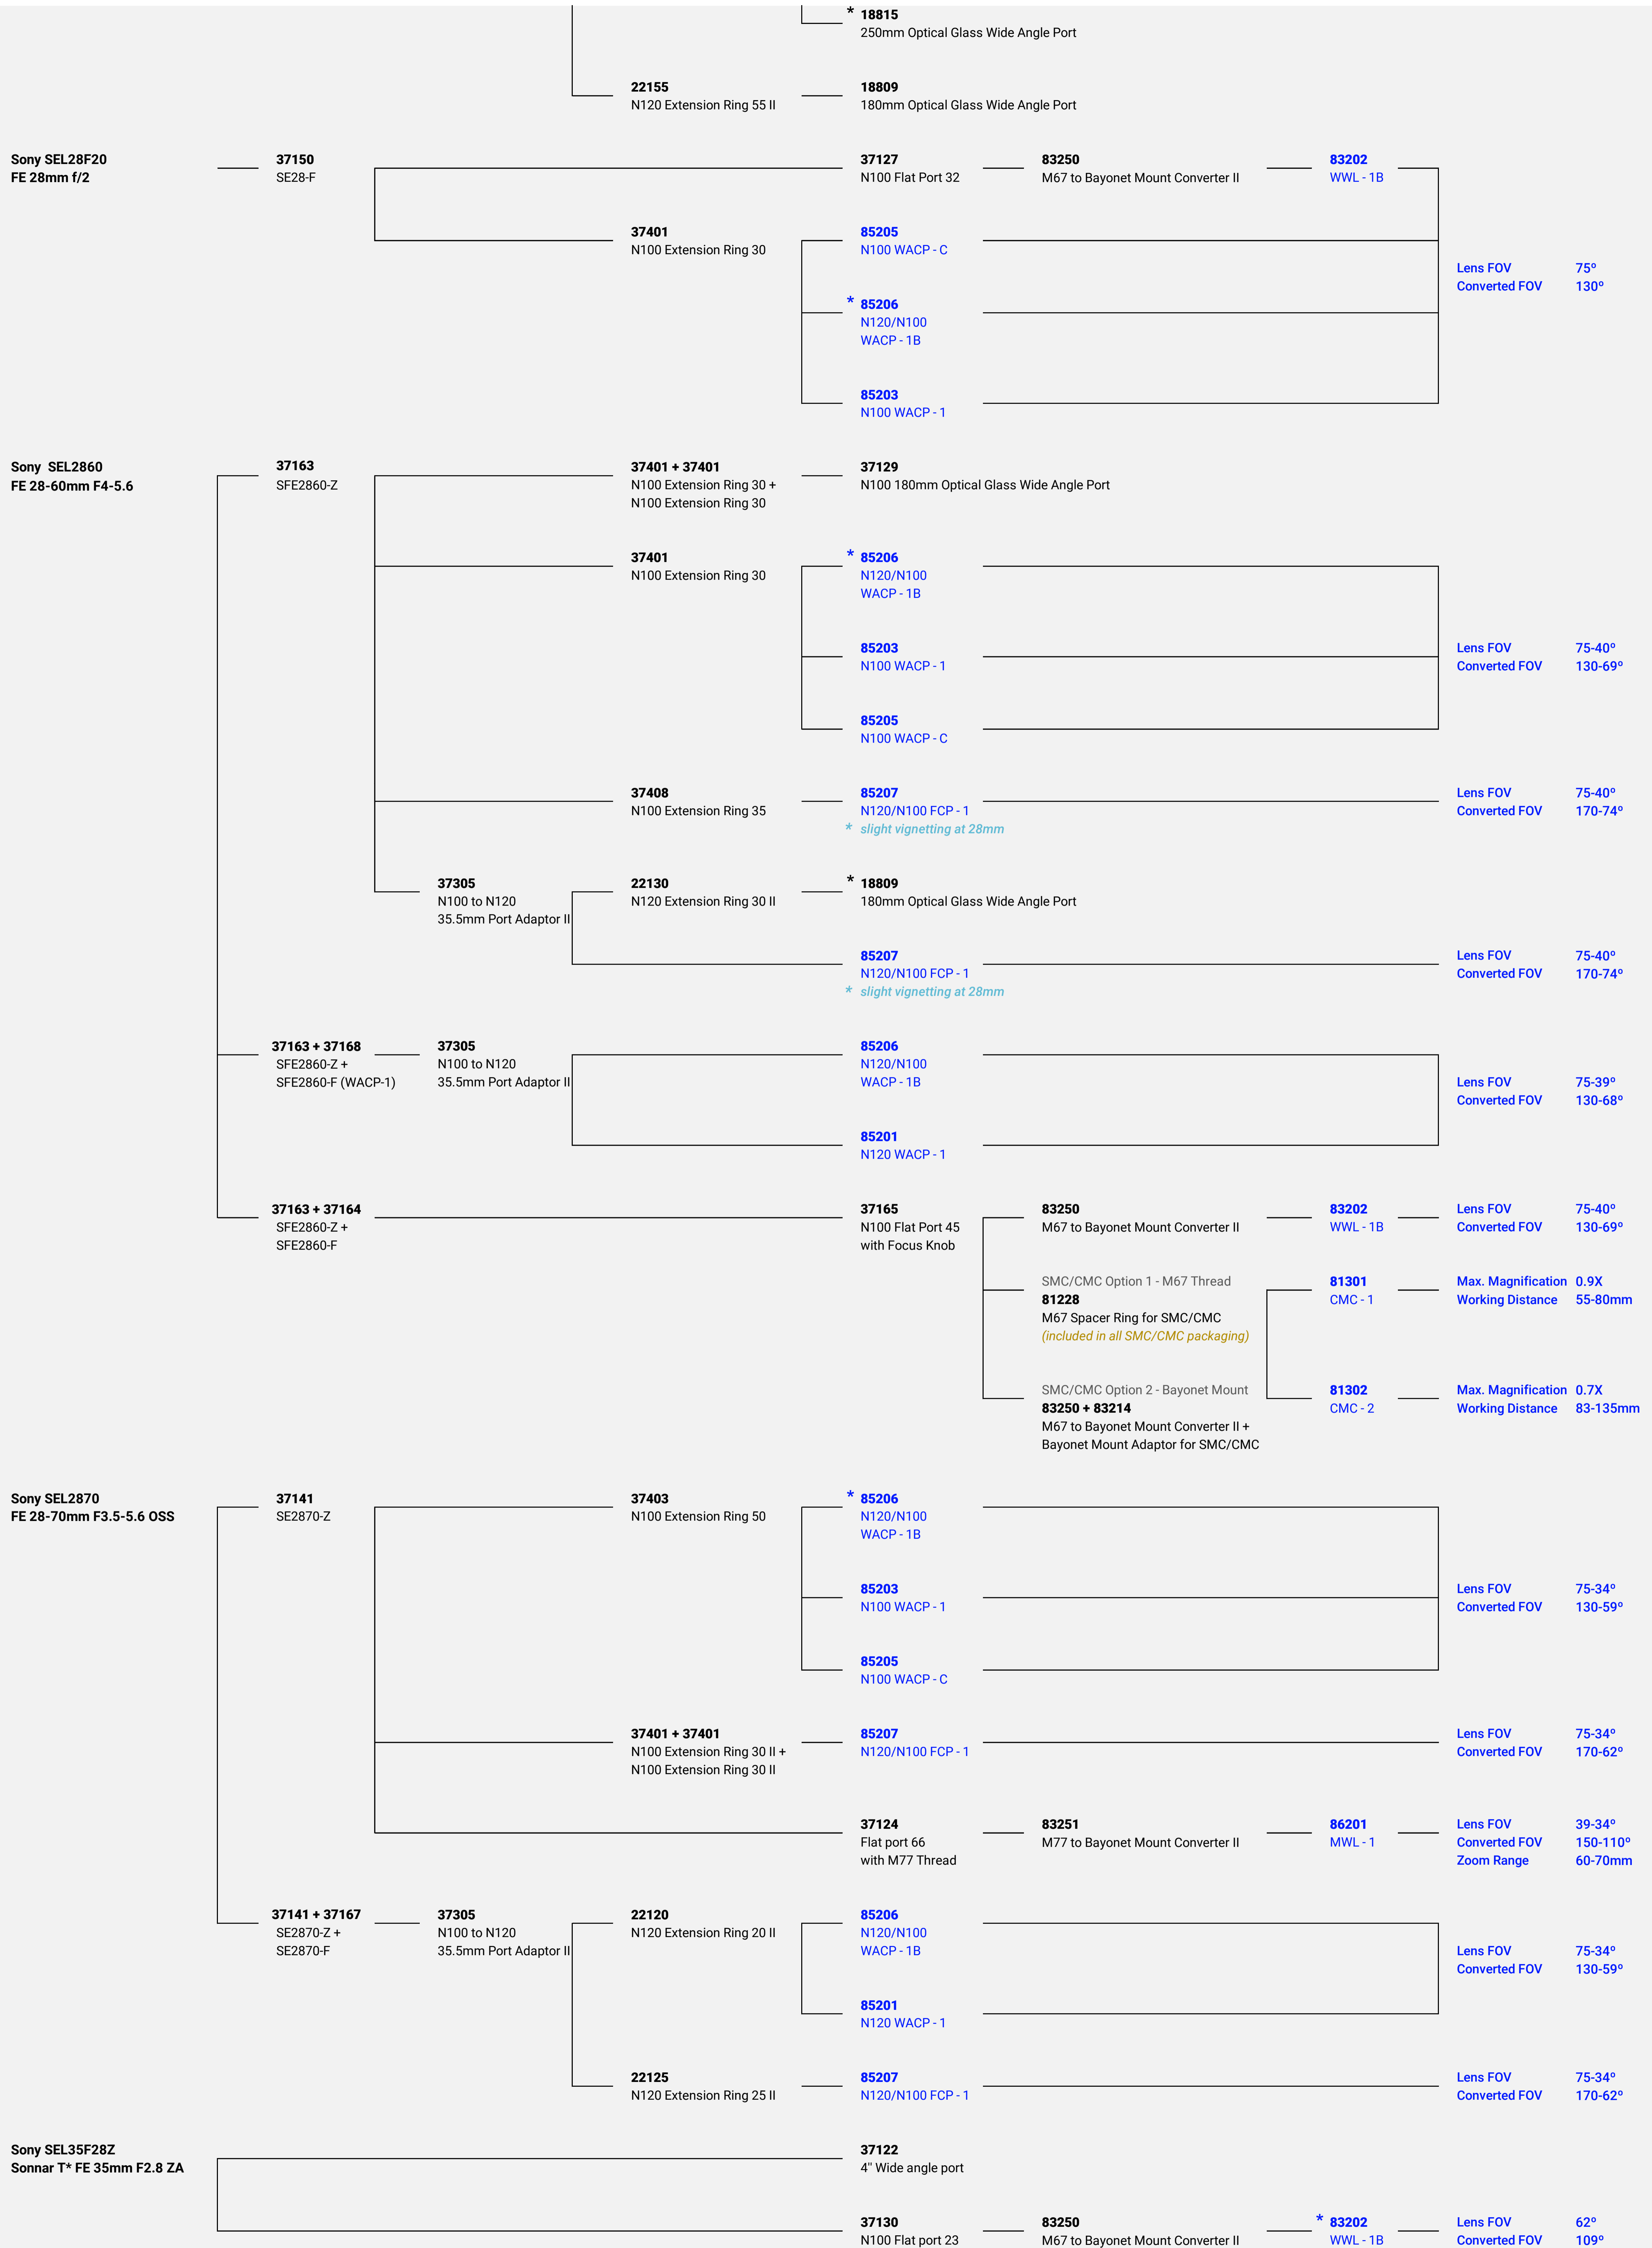 * 18815
250mm Optical Glass Wide Angle Port
22155
N120 Extension Ring 55 II
18809
180mm Optical Glass Wide Angle Port
Sony SEL28F20
FE 28mm f/2
37150
SE28-F
37127
N100 Flat Port 32
83250
M67 to Bayonet Mount Converter II
83202
WWL - 1B
37401
N100 Extension Ring 30
85205
N100 WACP - C
* 85206
N120/N100
WACP - 1B
85203
N100 WACP - 1
Lens FOV 75º
Converted FOV 130º
Sony SEL2860
FE 28-60mm F4-5.6
37163
SFE2860-Z
37401 + 37401
N100 Extension Ring 30 +
N100 Extension Ring 30
37129
N100 180mm Optical Glass Wide Angle Port
37401
N100 Extension Ring 30
* 85206
N120/N100
WACP - 1B
85203
N100 WACP - 1
85205
N100 WACP - C
Lens FOV 75-40º
Converted FOV 130-69º
37408
N100 Extension Ring 35
85207
N120/N100 FCP - 1
* slight vignetting at 28mm
Lens FOV 75-40º
Converted FOV 170-74º
37305
N100 to N120
35.5mm Port Adaptor II
22130
N120 Extension Ring 30 II
* 18809
180mm Optical Glass Wide Angle Port
85207
N120/N100 FCP - 1
* slight vignetting at 28mm
Lens FOV 75-40º
Converted FOV 170-74º
37163 + 37168
SFE2860-Z +
SFE2860-F (WACP-1)
37305
N100 to N120
35.5mm Port Adaptor II
85206
N120/N100
WACP - 1B
85201
N120 WACP - 1
Lens FOV 75-39º
Converted FOV 130-68º
37163 + 37164
SFE2860-Z +
SFE2860-F
37165
N100 Flat Port 45
with Focus Knob
83250
M67 to Bayonet Mount Converter II
83202
WWL - 1B
Lens FOV 75-40º
Converted FOV 130-69º
SMC/CMC Option 1 - M67 Thread
81228
M67 Spacer Ring for SMC/CMC
(included in all SMC/CMC packaging)
81301
CMC - 1
Max. Magnification 0.9X
Working Distance 55-80mm
SMC/CMC Option 2 - Bayonet Mount
83250 + 83214
M67 to Bayonet Mount Converter II +
Bayonet Mount Adaptor for SMC/CMC
81302
CMC - 2
Max. Magnification 0.7X
Working Distance 83-135mm
Sony SEL2870
FE 28-70mm F3.5-5.6 OSS
37141
SE2870-Z
37403
N100 Extension Ring 50
* 85206
N120/N100
WACP - 1B
85203
N100 WACP - 1
85205
N100 WACP - C
Lens FOV 75-34º
Converted FOV 130-59º
37401 + 37401
N100 Extension Ring 30 II +
N100 Extension Ring 30 II
85207
N120/N100 FCP - 1
Lens FOV 75-34º
Converted FOV 170-62º
37124
Flat port 66
with M77 Thread
83251
M77 to Bayonet Mount Converter II
86201
MWL - 1
Lens FOV 39-34º
Converted FOV 150-110º
Zoom Range 60-70mm
37141 + 37167
SE2870-Z +
SE2870-F
37305
N100 to N120
35.5mm Port Adaptor II
22120
N120 Extension Ring 20 II
85206
N120/N100
WACP - 1B
85201
N120 WACP - 1
Lens FOV 75-34º
Converted FOV 130-59º
22125
N120 Extension Ring 25 II
85207
N120/N100 FCP - 1
Lens FOV 75-34º
Converted FOV 170-62º
Sony SEL35F28Z
Sonnar T* FE 35mm F2.8 ZA
37122
4" Wide angle port
37130
N100 Flat port 23
83250
M67 to Bayonet Mount Converter II
* 83202
WWL - 1B
Lens FOV 62º
Converted FOV 109º